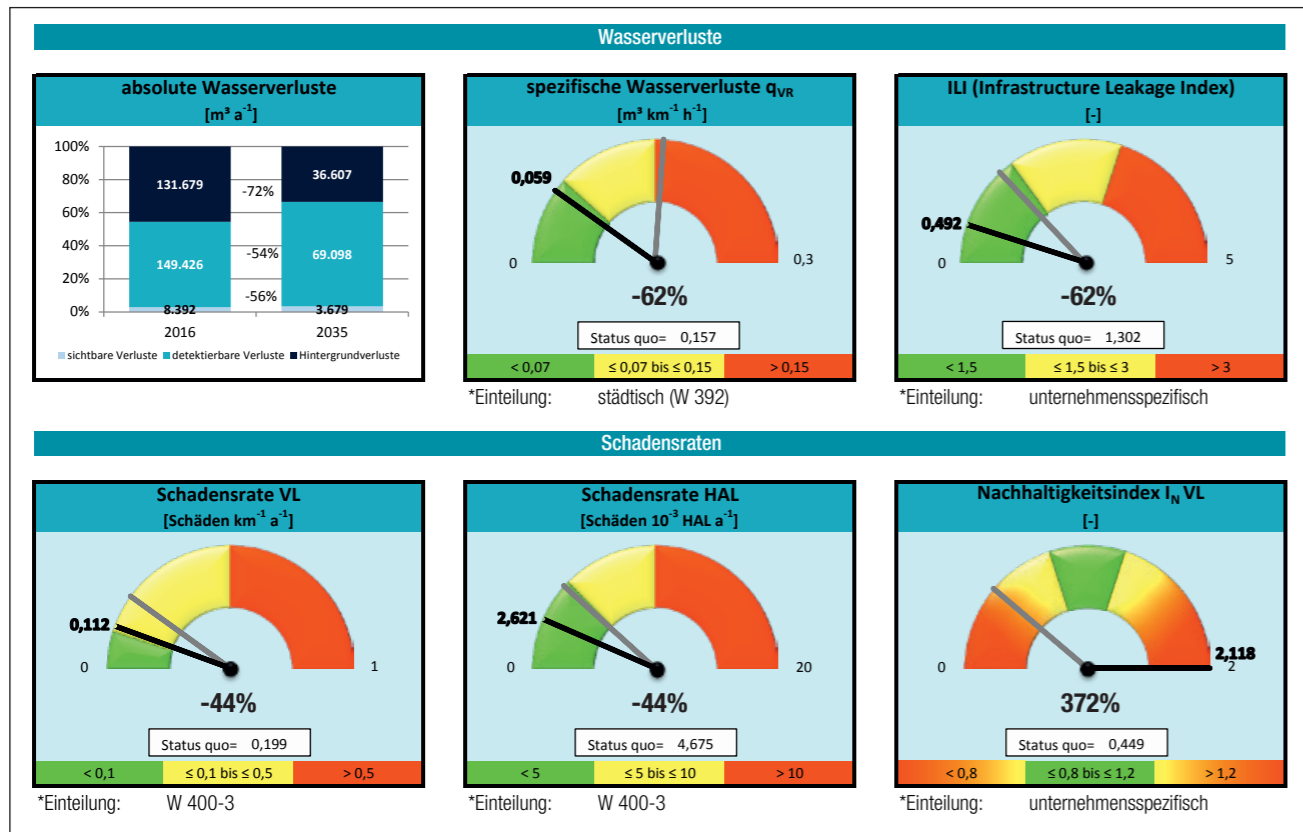 Wasserverluste
absolute Wasserverluste
[m³ a⁻¹]
100%
80%
60%
40%
20%
0%
131.679
149.426
8.392
-72%
-54%
-56%
36.607
69.098
3.679
2016
2035
sichtbare Verluste
detektierbare Verluste
Hintergrundverluste
spezifische Wasserverluste qVR
[m³ km⁻¹ h⁻¹]
0,059
0
0,3
-62%
Status quo= 0,157
< 0,07
≤ 0,07 bis ≤ 0,15
> 0,15
*Einteilung: städtisch (W 392)
ILI (Infrastructure Leakage Index)
[-]
0,492
0
5
-62%
Status quo= 1,302
< 1,5
≤ 1,5 bis ≤ 3
> 3
*Einteilung: unternehmensspezifisch
Schadensraten
Schadensrate VL
[Schäden km⁻¹ a⁻¹]
0,112
0
1
-44%
Status quo= 0,199
< 0,1
≤ 0,1 bis ≤ 0,5
> 0,5
*Einteilung: W 400-3
Schadensrate HAL
[Schäden 10⁻³ HAL a⁻¹]
2,621
0
20
-44%
Status quo= 4,675
< 5
≤ 5 bis ≤ 10
> 10
*Einteilung: W 400-3
Nachhaltigkeitsindex IN VL
[-]
0
2,118
2
372%
Status quo= 0,449
< 0,8
≤ 0,8 bis ≤ 1,2
> 1,2
*Einteilung: unternehmensspezifisch